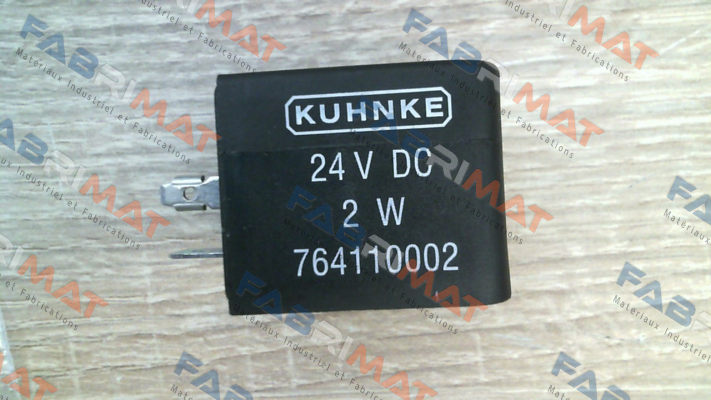 KUHNKE
24 V DC
2 W
764110002
FABRIMAT
Matériaux Industriel et Fabrications